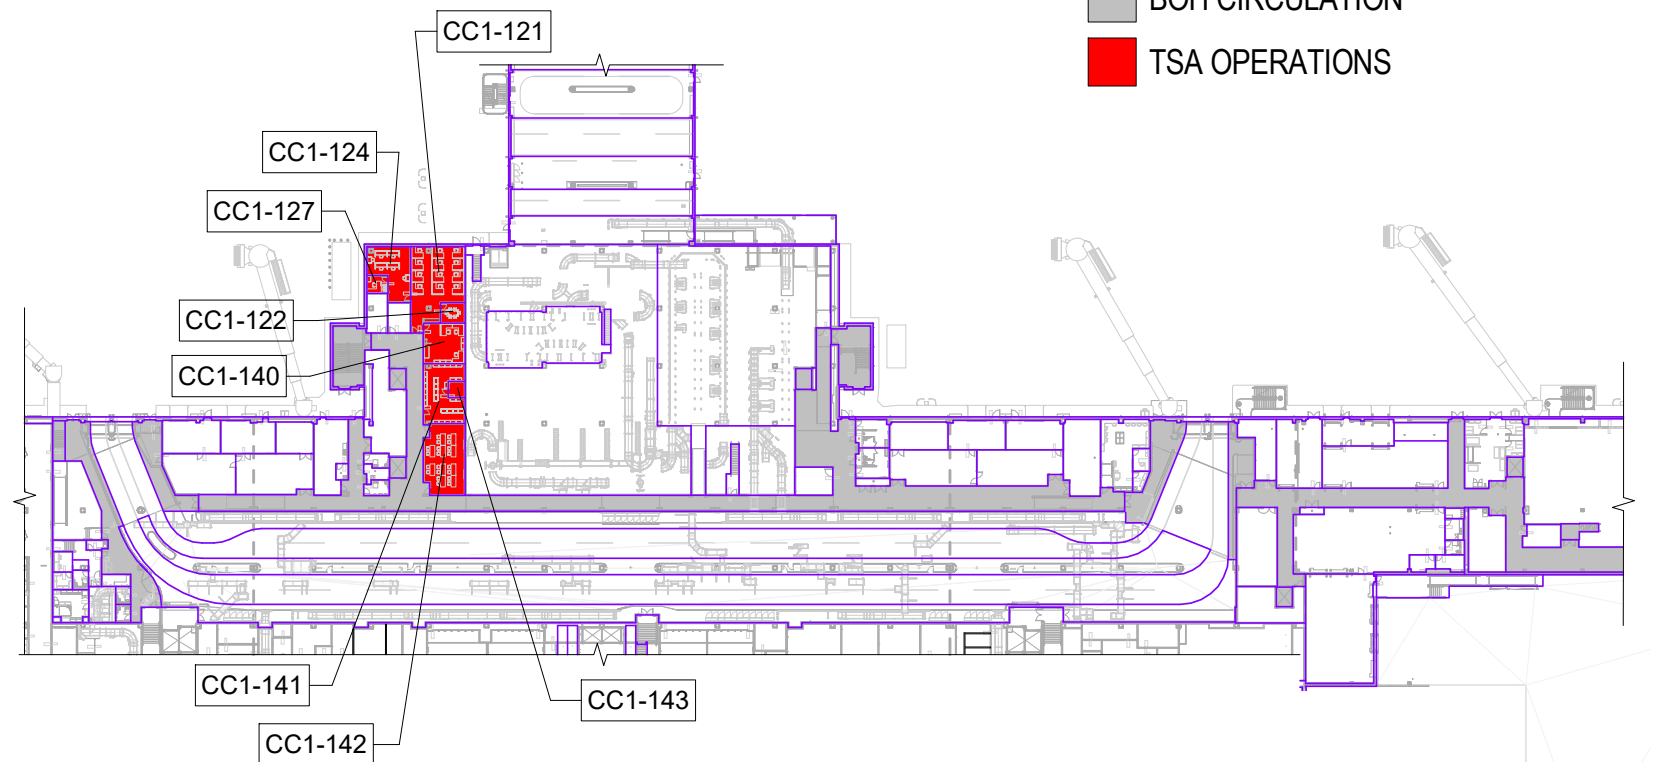 BOH CIRCULATION
TSA OPERATIONS
CC1-121
CC1-124
CC1-127
CC1-122
CC1-140
CC1-141
CC1-143
CC1-142